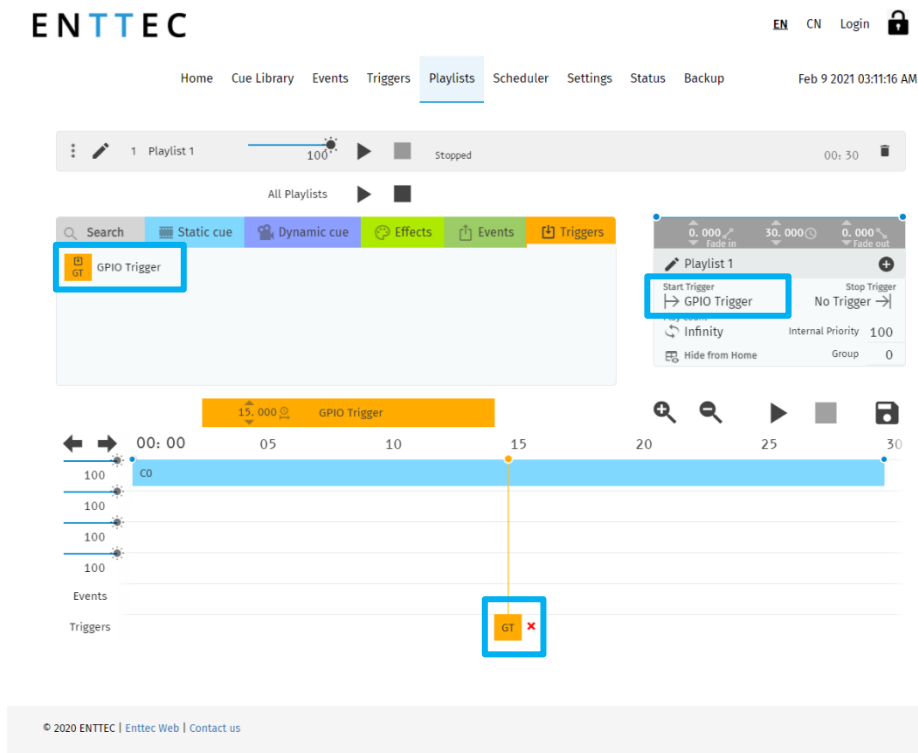 ENTTEC
EN CN Login
Home Cue Library Events Triggers Playlists Scheduler Settings Status Backup Feb 9 2021 03:11:16 AM
1 Playlist 1 100 Stopped 00: 30
All Playlists
Search Static cue Dynamic cue Effects Events Triggers
GT GPIO Trigger
0. 000 30. 000 0. 000
Fade in Fade out
Playlist 1
Start Trigger Stop Trigger
GPIO Trigger No Trigger
Infinity Internal Priority 100
Hide from Home Group 0
15. 000 GPIO Trigger
00: 00 05 10 15 20 25 30
100 C0
100
100
100
Events
Triggers GT
© 2020 ENTTEC | Enttec Web | Contact us